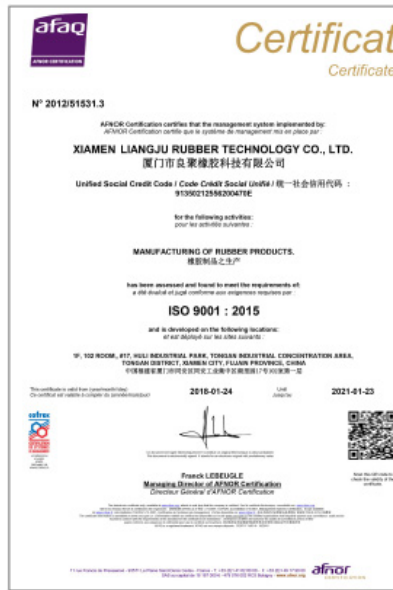 afaq
AFNOR CERTIFICATION
Certificat
Certificate
N° 2012/51531.3
AFNOR Certification certifies that the management system implemented by:
AFNOR Certification certifie que le système de management mis en place par :
XIAMEN LIANGJU RUBBER TECHNOLOGY CO., LTD.
厦门市良聚橡胶科技有限公司
Unified Social Credit Code / Code Crédit Social Unifié / 统一社会信用代码 :
91350212556200470E
for the following activities:
pour les activités suivantes :
MANUFACTURING OF RUBBER PRODUCTS.
橡胶制品之生产
has been assessed and found to meet the requirements of:
a été évalué et jugé conforme aux exigences requises par :
ISO 9001 : 2015
and is developed on the following locations:
et est déployé sur les sites suivants :
1F, 102 ROOM., #17, HULI INDUSTRIAL PARK, TONGAN INDUSTRIAL CONCENTRATION AREA,
TONGAN DISTRICT, XIAMEN CITY, FUJIAN PROVINCE, CHINA
This certificate is valid from (year/month/day)
Ce certificat est valable à compter du (année/mois/jour)
2018-01-24
Until
Jusqu'au
2021-01-23
cofrac
Franck LEBEUGLE
Managing Director of AFNOR Certification
Directeur Général d'AFNOR Certification
afnor
CERTIFICATION